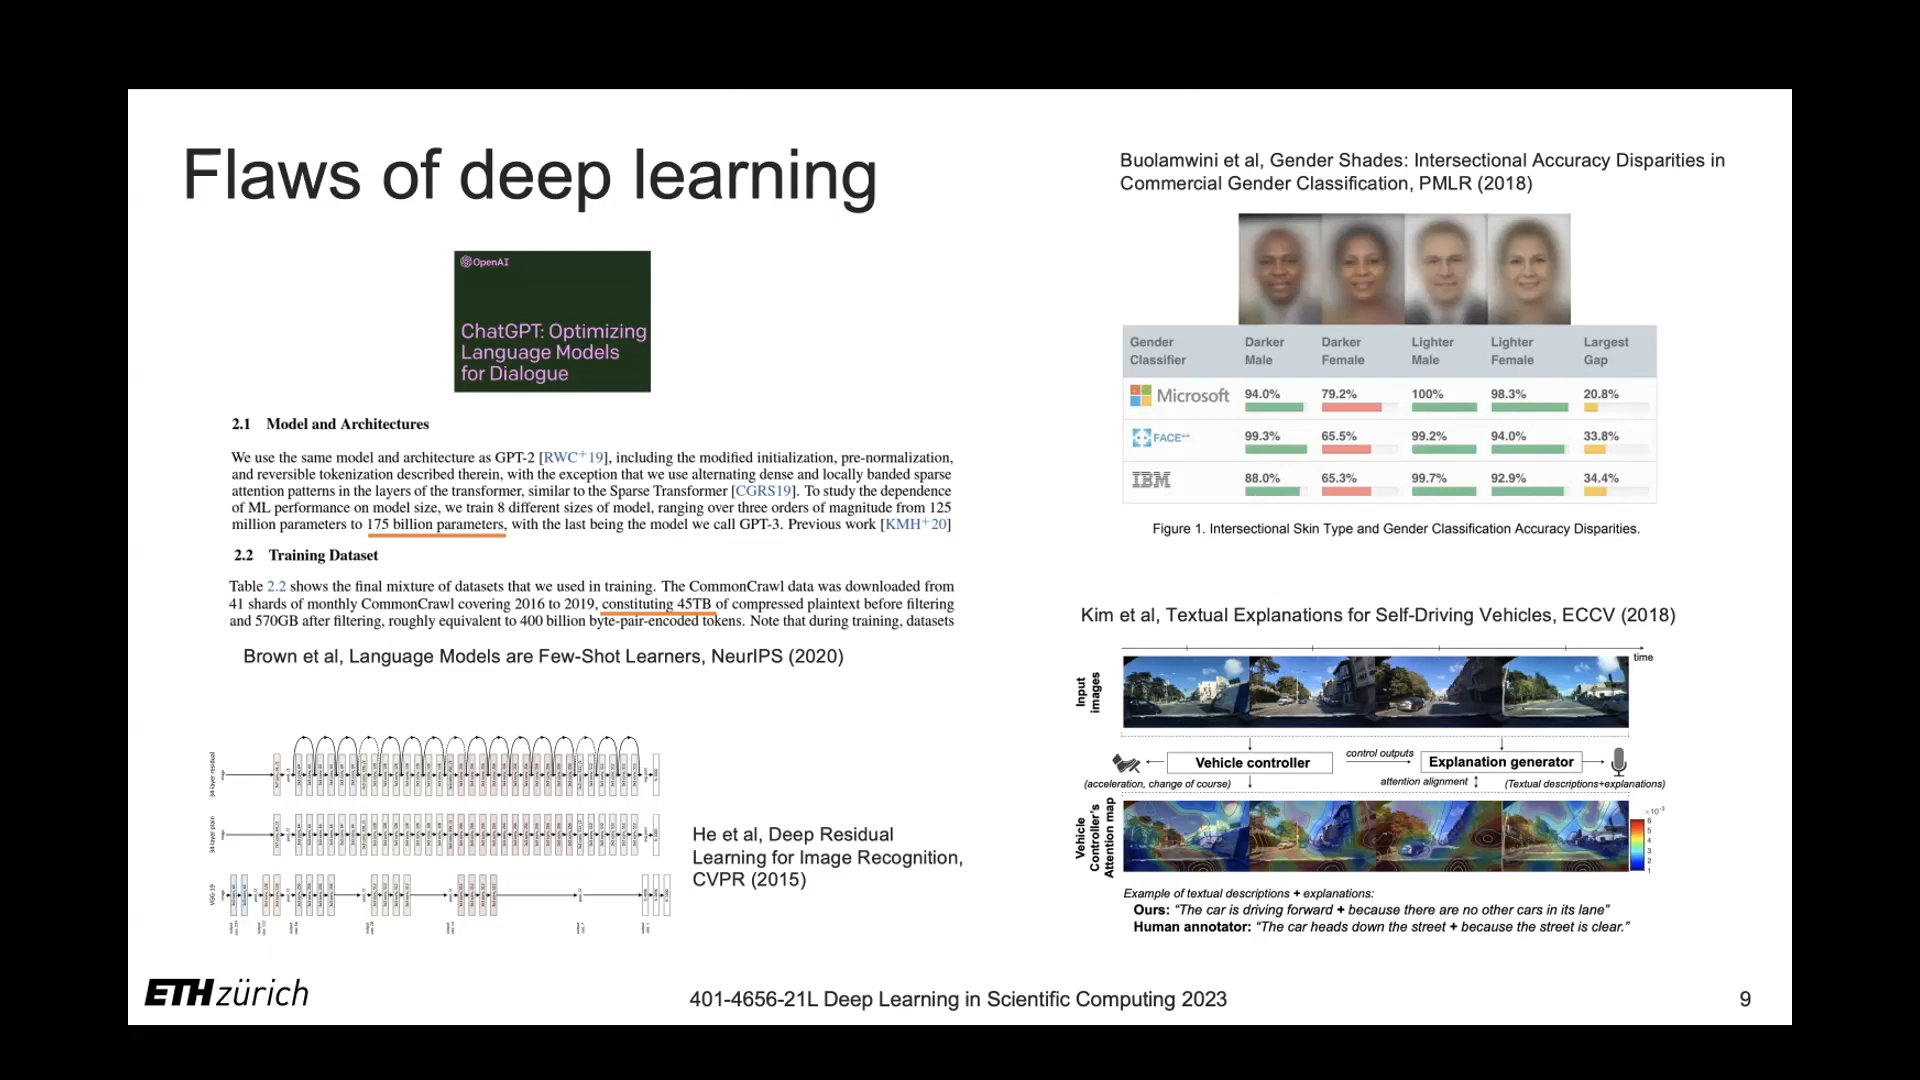 Flaws of deep learning
OpenAI
ChatGPT: Optimizing
Language Models
for Dialogue
2.1 Model and Architectures
We use the same model and architecture as GPT-2 [RWC+19], including the modified initialization, pre-normalization,
and reversible tokenization described therein, with the exception that we use alternating dense and locally banded sparse
attention patterns in the layers of the transformer, similar to the Sparse Transformer [CGRS19]. To study the dependence
of ML performance on model size, we train 8 different sizes of model, ranging over three orders of magnitude from 125
million parameters to 175 billion parameters, with the last being the model we call GPT-3. Previous work [KMH+20]
2.2 Training Dataset
Table 2.2 shows the final mixture of datasets that we used in training. The CommonCrawl data was downloaded from
41 shards of monthly CommonCrawl covering 2016 to 2019, constituting 45TB of compressed plaintext before filtering
and 570GB after filtering, roughly equivalent to 400 billion byte-pair-encoded tokens. Note that during training, datasets
Brown et al, Language Models are Few-Shot Learners, NeurIPS (2020)
34-layer residual
34-layer plain
VGG-19
He et al, Deep Residual
Learning for Image Recognition,
CVPR (2015)
Buolamwini et al, Gender Shades: Intersectional Accuracy Disparities in
Commercial Gender Classification, PMLR (2018)
Gender Classifier Darker Male Darker Female Lighter Male Lighter Female Largest Gap
Microsoft 94.0% 79.2% 100% 98.3% 20.8%
FACE++ 99.3% 65.5% 99.2% 94.0% 33.8%
IBM 88.0% 65.3% 99.7% 92.9% 34.4%
Figure 1. Intersectional Skin Type and Gender Classification Accuracy Disparities.
Kim et al, Textual Explanations for Self-Driving Vehicles, ECCV (2018)
time
Input
images
Vehicle controller
control outputs
Explanation generator
(acceleration, change of course)
attention alignment
(Textual descriptions+explanations)
Vehicle
Controller's
Attention map
×10-3
6
5
4
3
2
1
Example of textual descriptions + explanations:
Ours: “The car is driving forward + because there are no other cars in its lane”
Human annotator: “The car heads down the street + because the street is clear.”
ETH zürich
401-4656-21L Deep Learning in Scientific Computing 2023
9